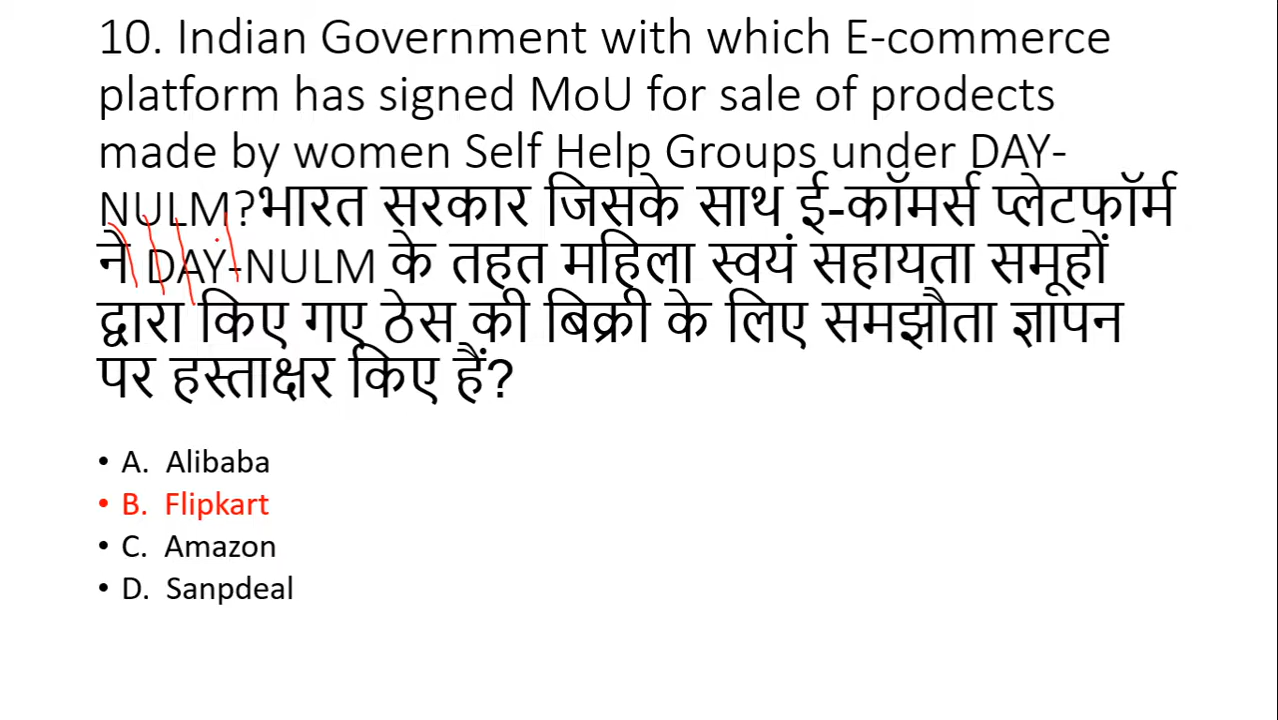 10. Indian Government with which E-commerce
platform has signed MoU for sale of prodects
made by women Self Help Groups under DAY-
NULM?भारत सरकार जिसके साथ ई-कॉमर्स प्लेटफॉर्म
ने DAY-NULM के तहत महिला स्वयं सहायता समूहों
द्वारा किए गए ठेस की बिक्री के लिए समझौता ज्ञापन
पर हस्ताक्षर किए हैं?
• A. Alibaba
• B. Flipkart
• C. Amazon
• D. Sanpdeal